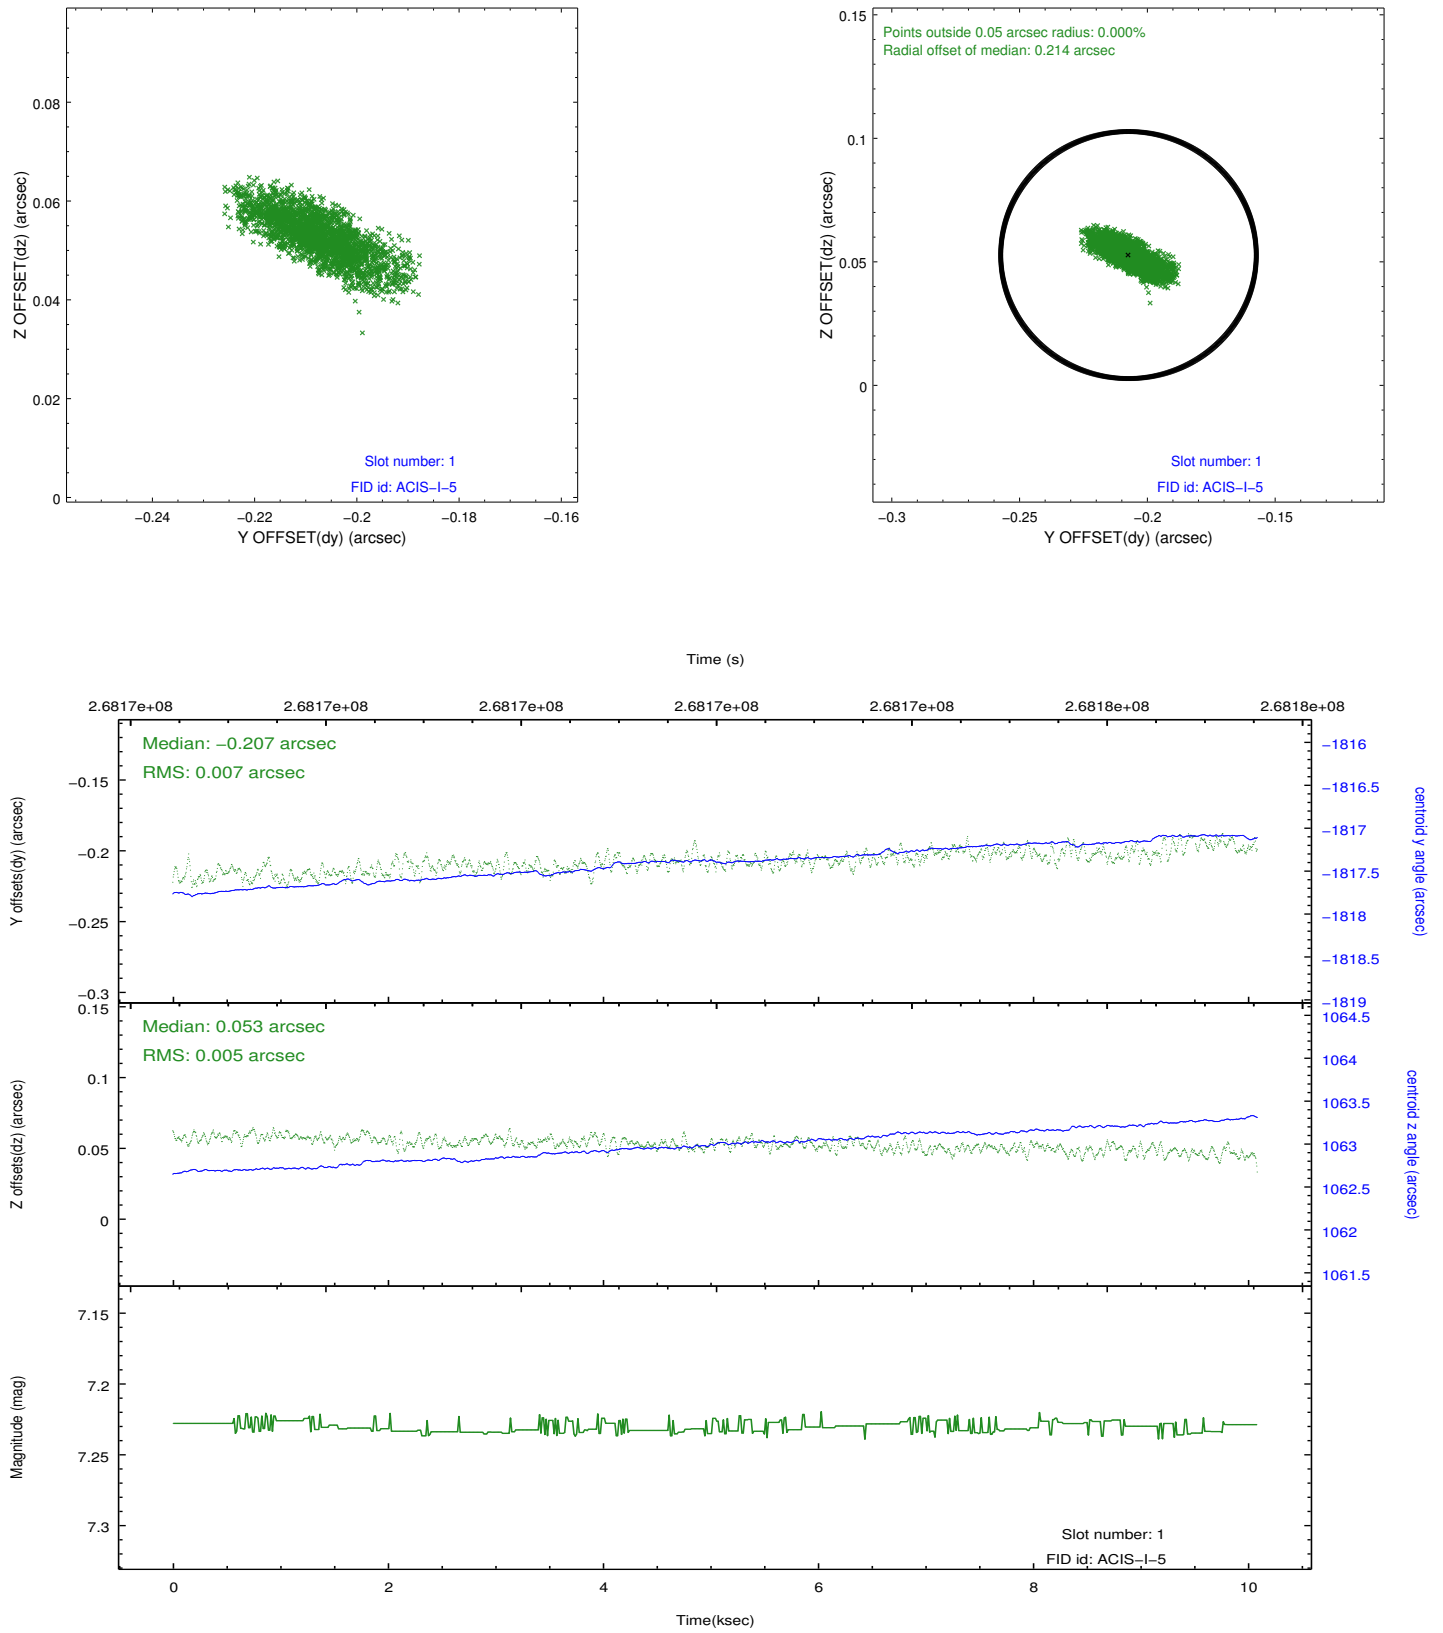 0.08
0.06
0.04
0.02
0
Z OFFSET(dz) (arcsec)
Slot number: 1
FID id: ACIS−I−5
−0.24
−0.22
−0.2
−0.18
−0.16
Y OFFSET(dy) (arcsec)
0.15
0.1
0.05
0
Z OFFSET(dz) (arcsec)
Points outside 0.05 arcsec radius: 0.000%
Radial offset of median: 0.214 arcsec
Slot number: 1
FID id: ACIS−I−5
−0.3
−0.25
−0.2
−0.15
Y OFFSET(dy) (arcsec)
Time (s)
2.6817e+08
2.6817e+08
2.6817e+08
2.6817e+08
2.6817e+08
2.6818e+08
2.6818e+08
Median: −0.207 arcsec
RMS: 0.007 arcsec
−0.15
−0.2
−0.25
−0.3
Y offsets(dy) (arcsec)
−1816
−1816.5
−1817
−1817.5
−1818
−1818.5
−1819
centroid y angle (arcsec)
Median: 0.053 arcsec
RMS: 0.005 arcsec
0.15
0.1
0.05
0
Z offsets(dz) (arcsec)
1064.5
1064
1063.5
1063
1062.5
1062
1061.5
centroid z angle (arcsec)
7.15
7.2
7.25
7.3
Magnitude (mag)
Slot number: 1
FID id: ACIS−I−5
0
2
4
6
8
10
Time(ksec)